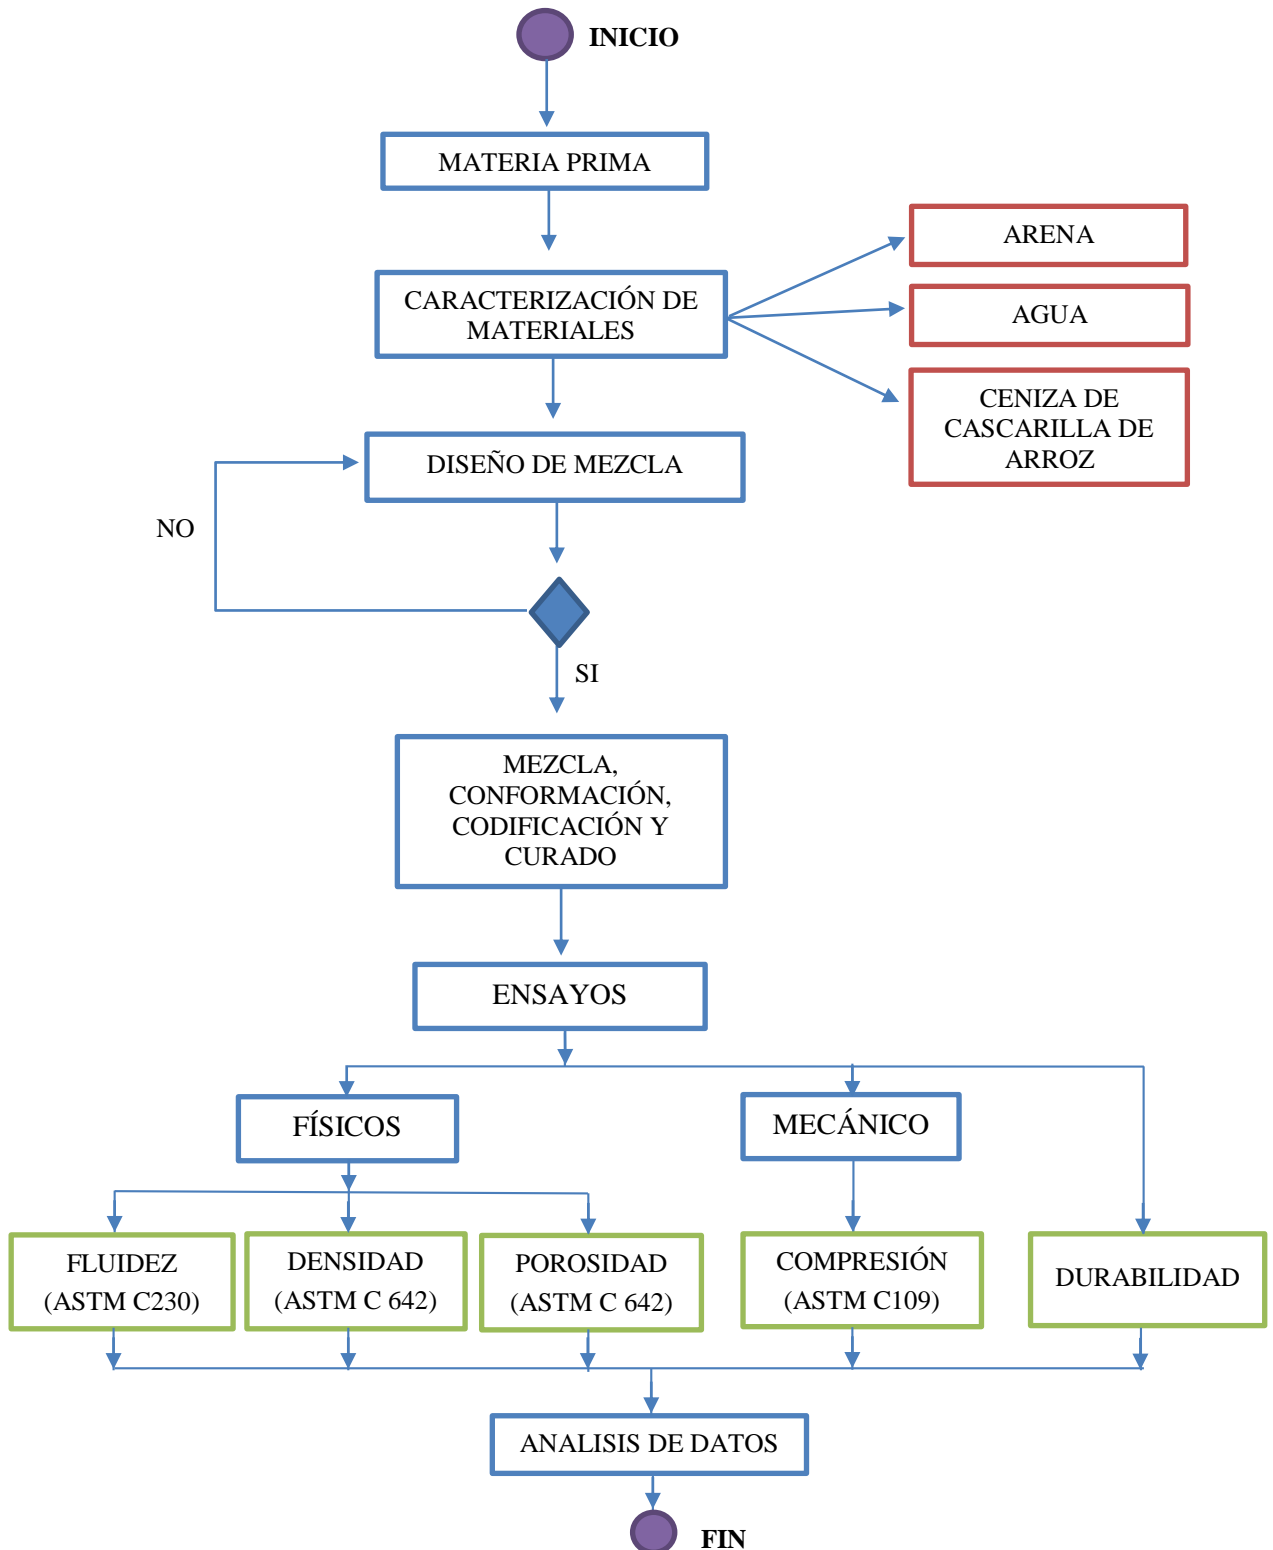 INICIO
MATERIA PRIMA
ARENA
CARACTERIZACIÓN DE
MATERIALES
AGUA
CENIZA DE
CASCARILLA DE
ARROZ
DISEÑO DE MEZCLA
NO
SI
MEZCLA,
CONFORMACIÓN,
CODIFICACIÓN Y
CURADO
ENSAYOS
FÍSICOS
MECÁNICO
FLUIDEZ
(ASTM C230)
DENSIDAD
(ASTM C 642)
POROSIDAD
(ASTM C 642)
COMPRESIÓN
(ASTM C109)
DURABILIDAD
ANALISIS DE DATOS
FIN